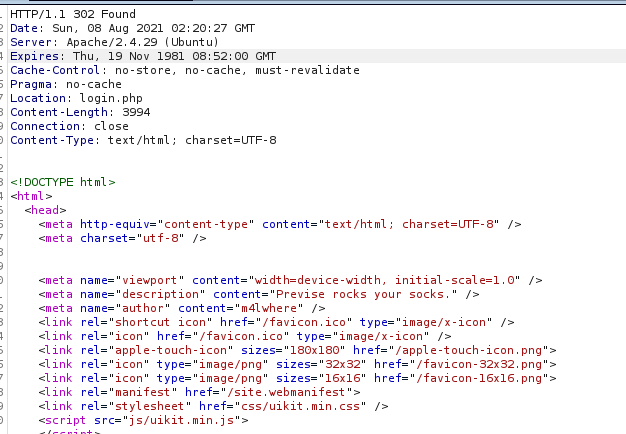 HTTP/1.1 302 Found
Date: Sun, 08 Aug 2021 02:20:27 GMT
Server: Apache/2.4.29 (Ubuntu)
Expires: Thu, 19 Nov 1981 08:52:00 GMT
Cache-Control: no-store, no-cache, must-revalidate
Pragma: no-cache
Location: login.php
Content-Length: 3994
Connection: close
Content-Type: text/html; charset=UTF-8
<!DOCTYPE html>
<html>
<head>
<meta http-equiv="content-type" content="text/html; charset=UTF-8" />
<meta charset="utf-8" />
<meta name="viewport" content="width=device-width, initial-scale=1.0" />
<meta name="description" content="Previse rocks your socks." />
<meta name="author" content="m4lwhere" />
<link rel="shortcut icon" href="/favicon.ico" type="image/x-icon" />
<link rel="icon" href="/favicon.ico" type="image/x-icon" />
<link rel="apple-touch-icon" sizes="180x180" href="/apple-touch-icon.png">
<link rel="icon" type="image/png" sizes="32x32" href="/favicon-32x32.png">
<link rel="icon" type="image/png" sizes="16x16" href="/favicon-16x16.png">
<link rel="manifest" href="/site.webmanifest">
<link rel="stylesheet" href="css/uikit.min.css" />
<script src="js/uikit.min.js">
</script>